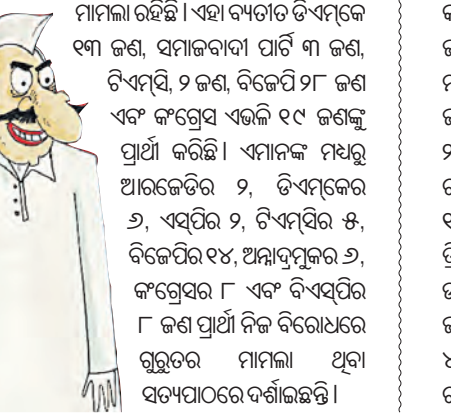 ମାମଲା ରହିଛି । ଏହା ବ୍ୟତୀତ ଡିଏମ୍‌କେ
୧୩ ଜଣ, ସମାଜବାଦୀ ପାର୍ଟି ୩ ଜଣ,
ଟିଏମ୍‌ସି, ୨ ଜଣ, ବିଜେପି ୨୮ ଜଣ
ଏବଂ କଂଗ୍ରେସ ଏଭଳି ୧୯ ଜଣଙ୍କୁ
ପ୍ରାର୍ଥୀ କରିଛି । ଏମାନଙ୍କ ମଧ୍ୟରୁ
ଆରଜେଡିର ୨, ଡିଏମ୍‌କେର
୬, ଏସ୍‌ପିର ୨, ଟିଏମ୍‌ସିର ୫,
ବିଜେପିର ୧୪, ଅନ୍ନାଦ୍ରମୁକର ୬,
କଂଗ୍ରେସର ୮ ଏବଂ ବିଏସ୍‌ପିର
୮ ଜଣ ପ୍ରାର୍ଥୀ ନିଜ ବିରୋଧରେ
ଗୁରୁତର ମାମଲା ଥିବା
ସତ୍ୟପାଠରେ ଦର୍ଶାଇଛନ୍ତି ।